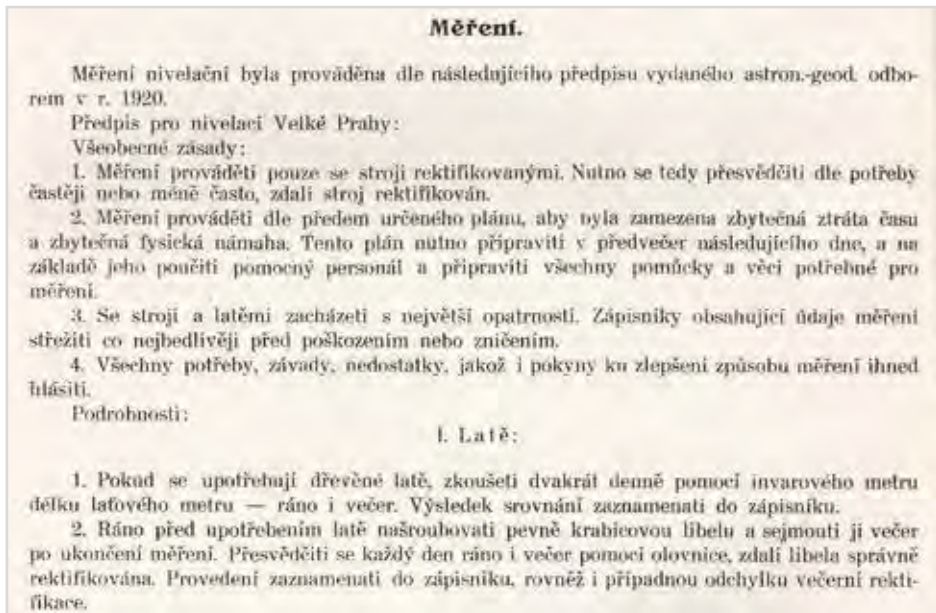 Měření.
Měření nivelační byla prováděna dle následujícího předpisu vydaného astron.-geod. odbo-
rem v r. 1920.
Předpis pro nivelaci Velké Prahy:
Všeobecné zásady:
1. Měření prováděti pouze se stroji rektifikovanými. Nutno se tedy přesvědčiti dle potřeby
častěji nebo méně často, zdali stroj rektifikován.
2. Měření prováděti dle předem určeného plánu, aby byla zamezena zbytečná ztráta času
a zbytečná fysická námaha. Tento plán nutno připraviti v předvečer následujícího dne, a na
základě jeho poučiti pomocný personál a připraviti všechny pomůcky a věci potřebné pro
měření.
3. Se stroji a latěmi zacházeti s největší opatrností. Zápisníky obsahující údaje měření
střežiti co nejbedlivěji před poškozením nebo zničením.
4. Všechny potřeby, závady, nedostatky, jakož i pokyny ku zlepšení způsobu měření ihned
hlásiti.
Podrobnosti:
I. Latě:
1. Pokud se upotřebují dřevěné latě, zkoušeti dvakrát denně pomocí invarového metru
délku laťového metru — ráno i večer. Výsledek srovnání zaznamenati do zápisníku.
2. Ráno před upotřebením latě našroubovati pevně krabicovou libelu a sejmouti ji večer
po ukončení měření. Přesvědčiti se každý den ráno i večer pomocí olovnice, zdali libela správně
rektifikována. Provedení zaznamenati do zápisníku, rovněž i případnou odchylku večerní rekti-
fikace.